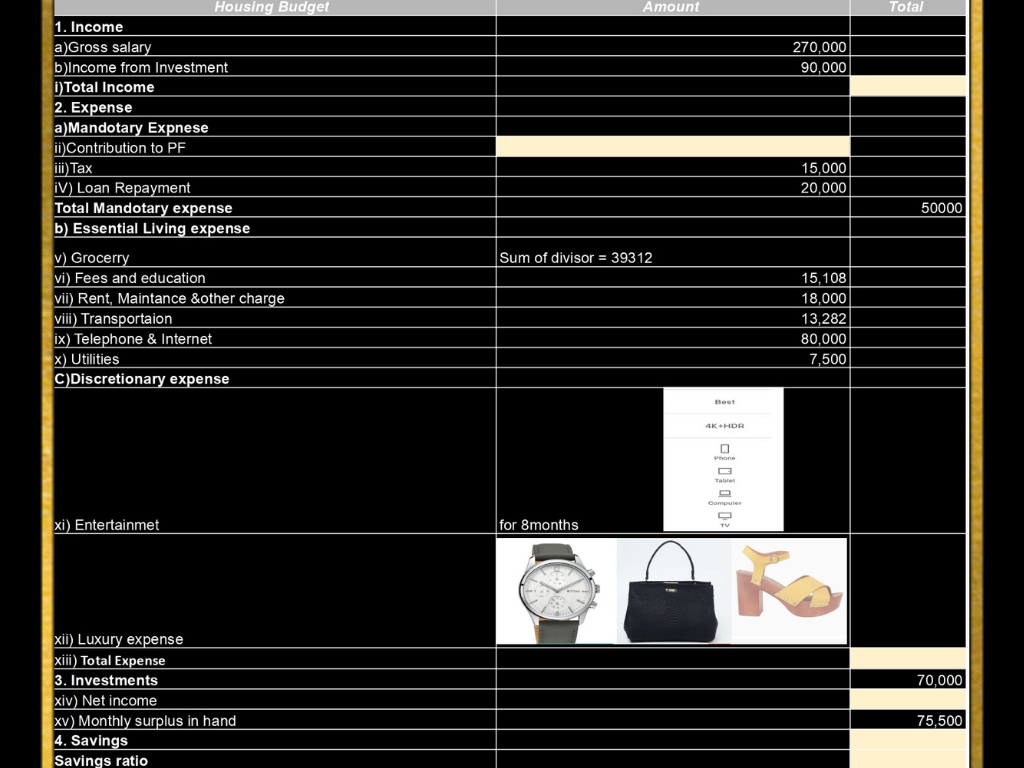 Housing Budget Amount Total
1. Income
a)Gross salary 270,000
b)Income from Investment 90,000
i)Total Income
2. Expense
a)Mandotary Expnese
ii)Contribution to PF
iii)Tax 15,000
iV) Loan Repayment 20,000
Total Mandotary expense 50000
b) Essential Living expense
v) Grocerry Sum of divisor = 39312
vi) Fees and education 15,108
vii) Rent, Maintance &other charge 18,000
viii) Transportaion 13,282
ix) Telephone & Internet 80,000
x) Utilities 7,500
C)Discretionary expense
Best
4K+HDR
Phone
Tablet
Computer
TV
xi) Entertainmet for 8months
xii) Luxury expense
xiii) Total Expense
3. Investments 70,000
xiv) Net income
xv) Monthly surplus in hand 75,500
4. Savings
Savings ratio